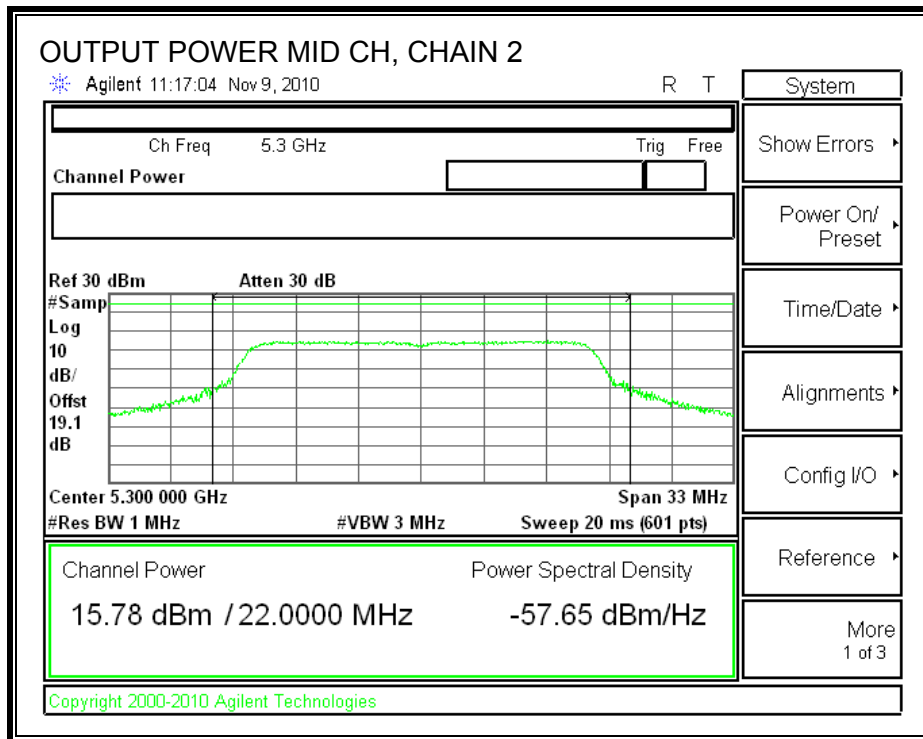 OUTPUT POWER MID CH, CHAIN 2
Agilent 11:17:04 Nov 9, 2010 R T
Ch Freq 5.3 GHz Trig Free
Channel Power
Ref 30 dBm Atten 30 dB
#Samp
Log
10
dB/
Offst
19.1
dB
Center 5.300 000 GHz Span 33 MHz
#Res BW 1 MHz #VBW 3 MHz Sweep 20 ms (601 pts)
Channel Power Power Spectral Density
15.78 dBm / 22.0000 MHz -57.65 dBm/Hz
Copyright 2000-2010 Agilent Technologies
System
Show Errors
Power On/
Preset
Time/Date
Alignments
Config I/O
Reference
More
1 of 3